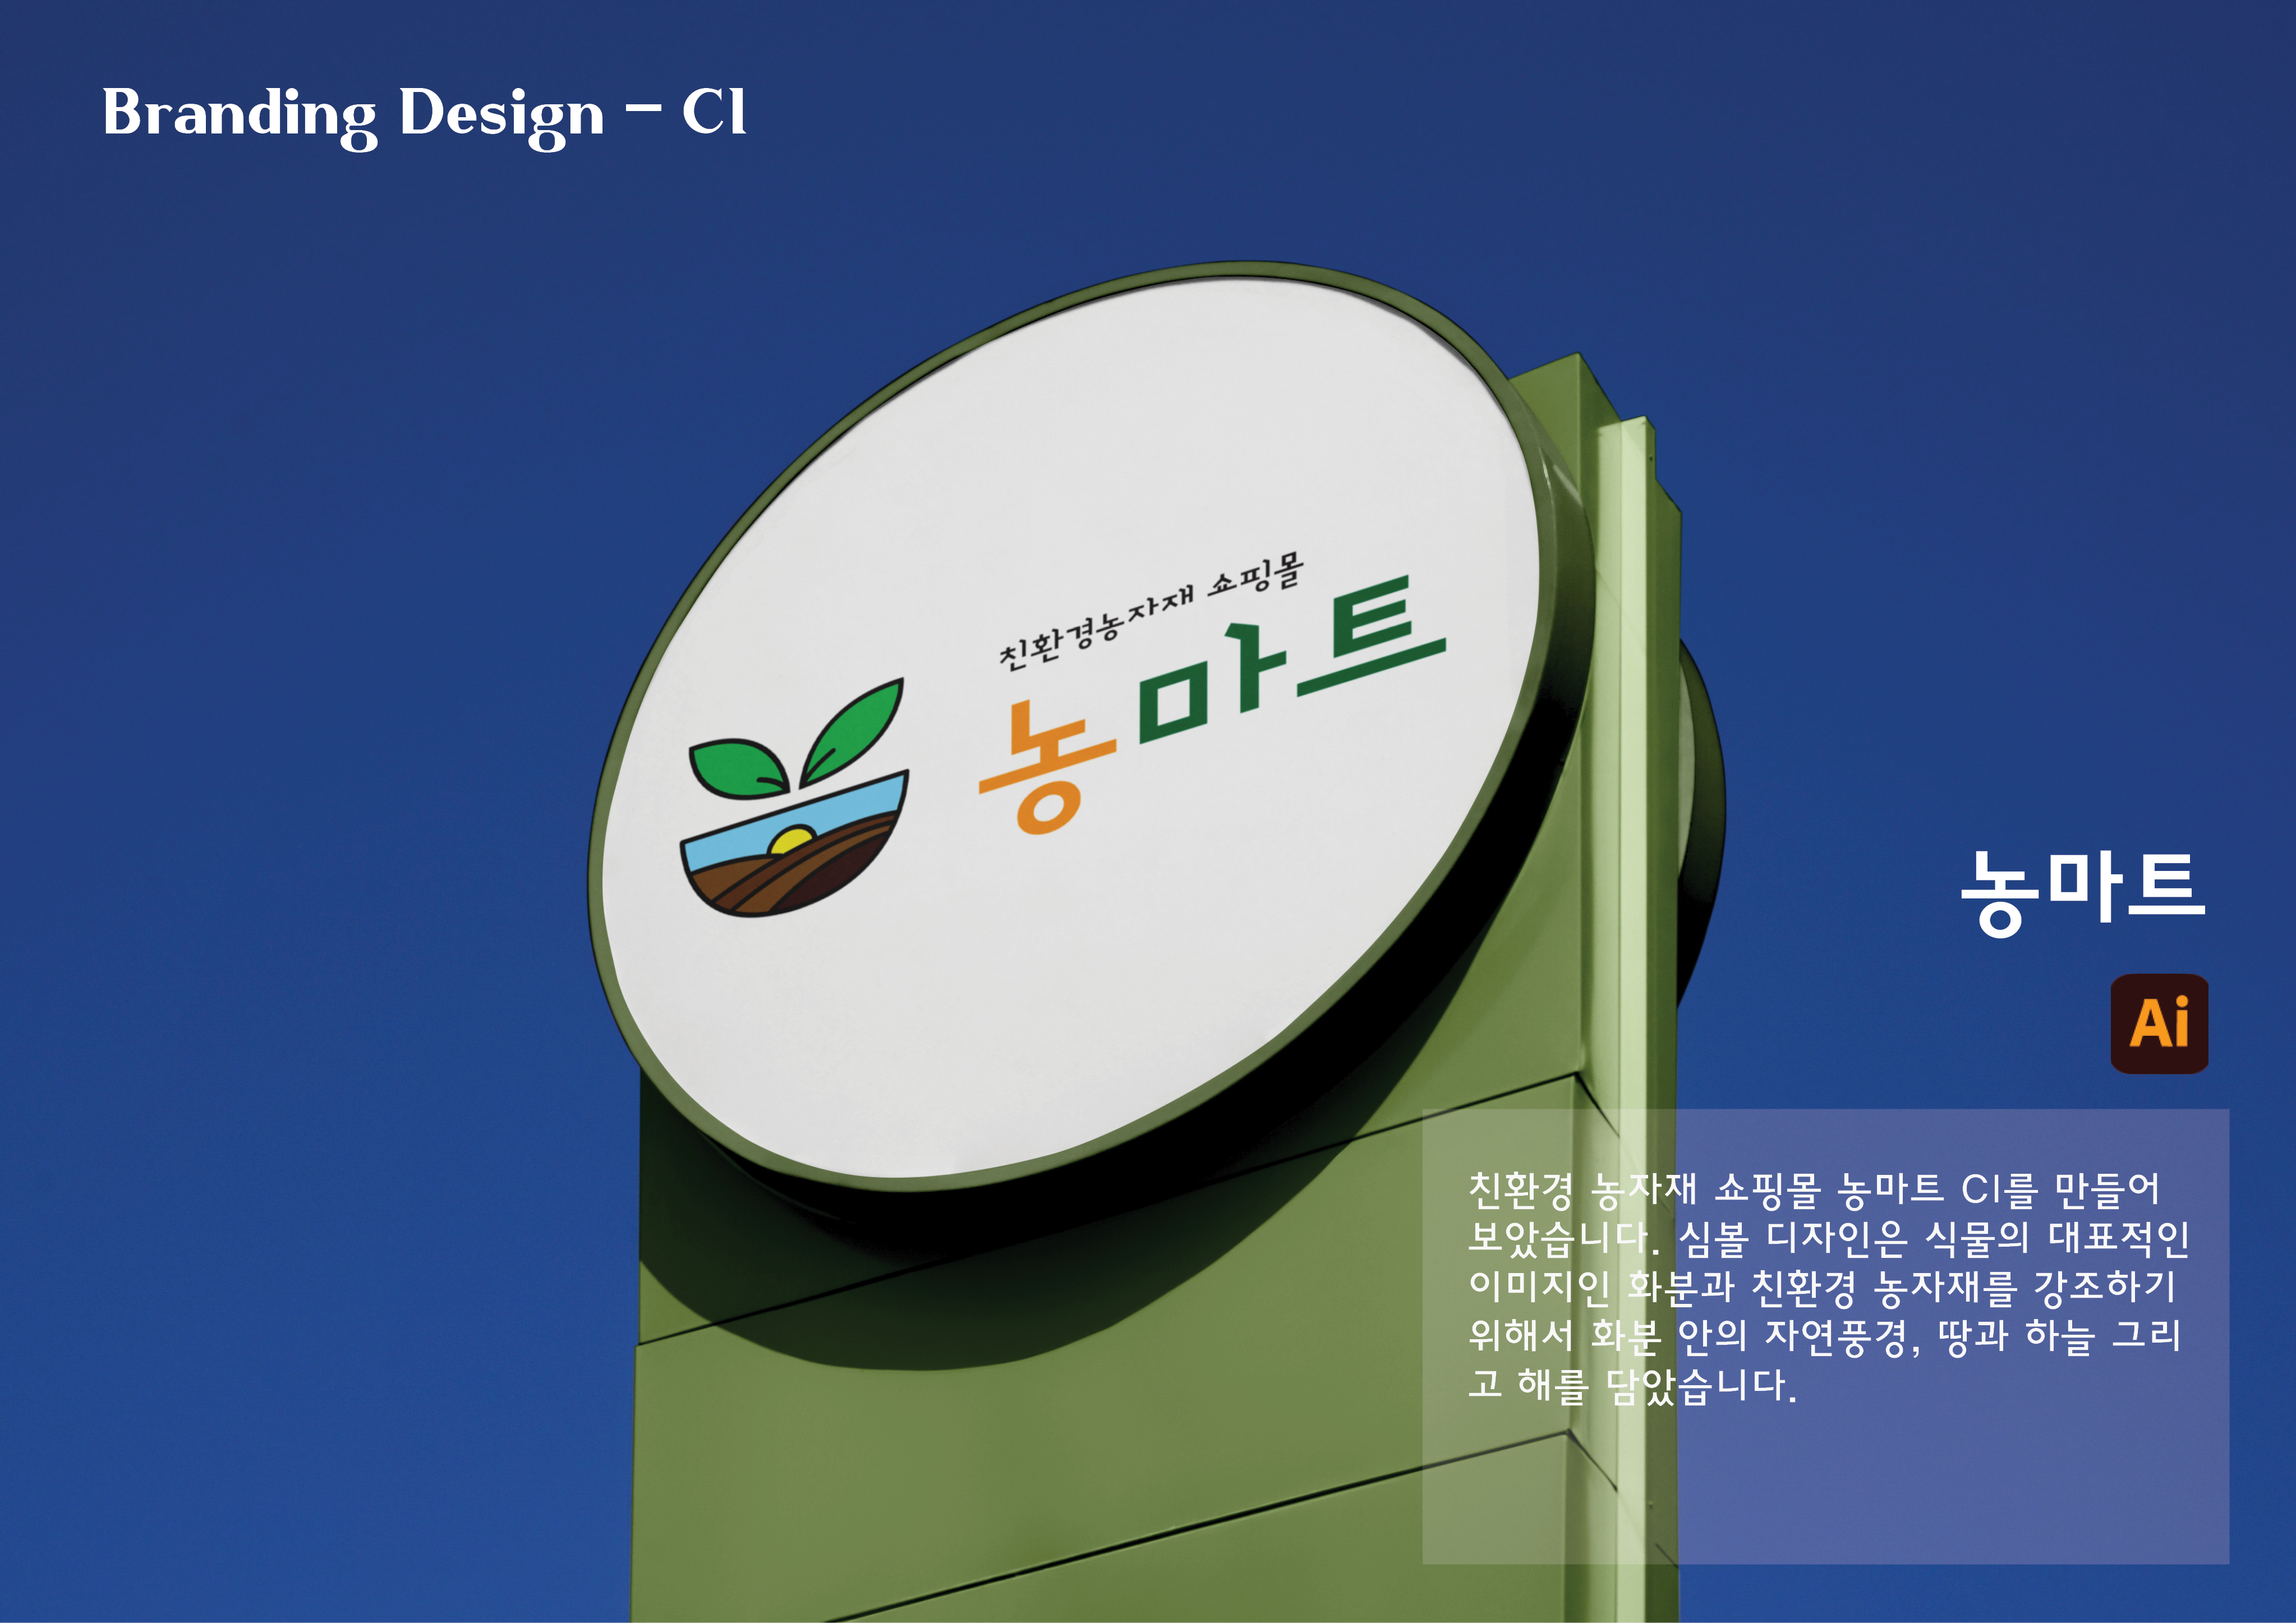 Branding Design – CI
친환경농자재 쇼핑몰
농마트
농마트
Ai
친환경 농자재 쇼핑몰 농마트 CI를 만들어
보았습니다. 심볼 디자인은 식물의 대표적인
이미지인 화분과 친환경 농자재를 강조하기
위해서 화분 안의 자연풍경, 땅과 하늘 그리
고 해를 담았습니다.